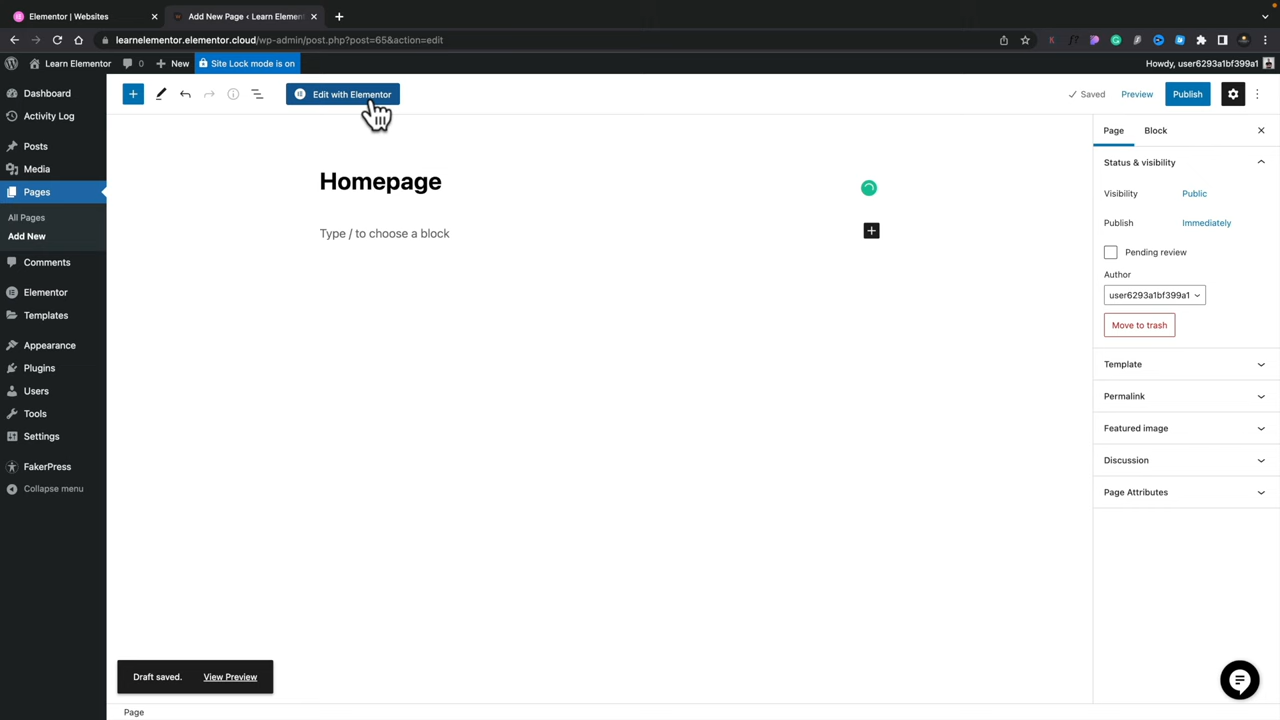 Elementor | Websites
Add New Page ‹ Learn Elemen
learnelementor.elementor.cloud/wp-admin/post.php?post=65&action=edit
Learn Elementor
0
New
Site Lock mode is on
Howdy, user6293a1bf399a1
Dashboard
Activity Log
Posts
Media
Pages
All Pages
Add New
Comments
Elementor
Templates
Appearance
Plugins
Users
Tools
Settings
FakerPress
Collapse menu
Edit with Elementor
Saved
Preview
Publish
Homepage
Type / to choose a block
Page
Block
Status & visibility
Visibility
Public
Publish
Immediately
Pending review
Author
user6293a1bf399a1
Move to trash
Template
Permalink
Featured image
Discussion
Page Attributes
Draft saved.
View Preview
Page